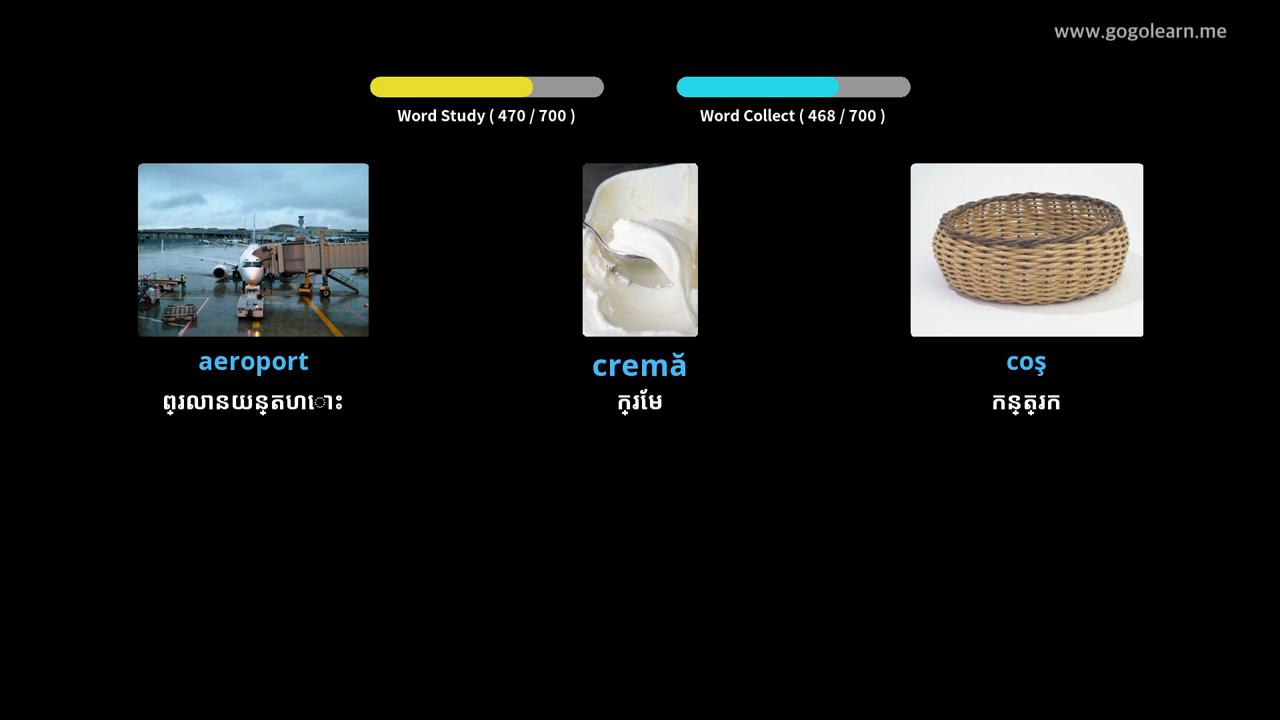 www.gogolearn.me
Word Study ( 470 / 700 )
Word Collect ( 468 / 700 )
aeroport
ព្រលានយន្តហោះ
cremă
ក្រមែ
coş
កន្ត្រក